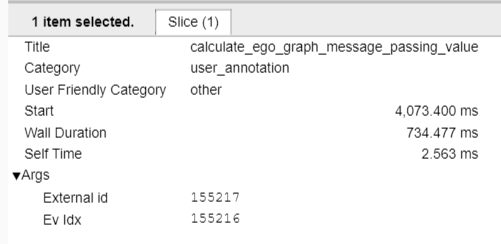 1 item selected. Slice (1)
Title calculate_ego_graph_message_passing_value
Category user_annotation
User Friendly Category other
Start 4,073.400 ms
Wall Duration 734.477 ms
Self Time 2.563 ms
▼Args
External id 155217
Ev Idx 155216